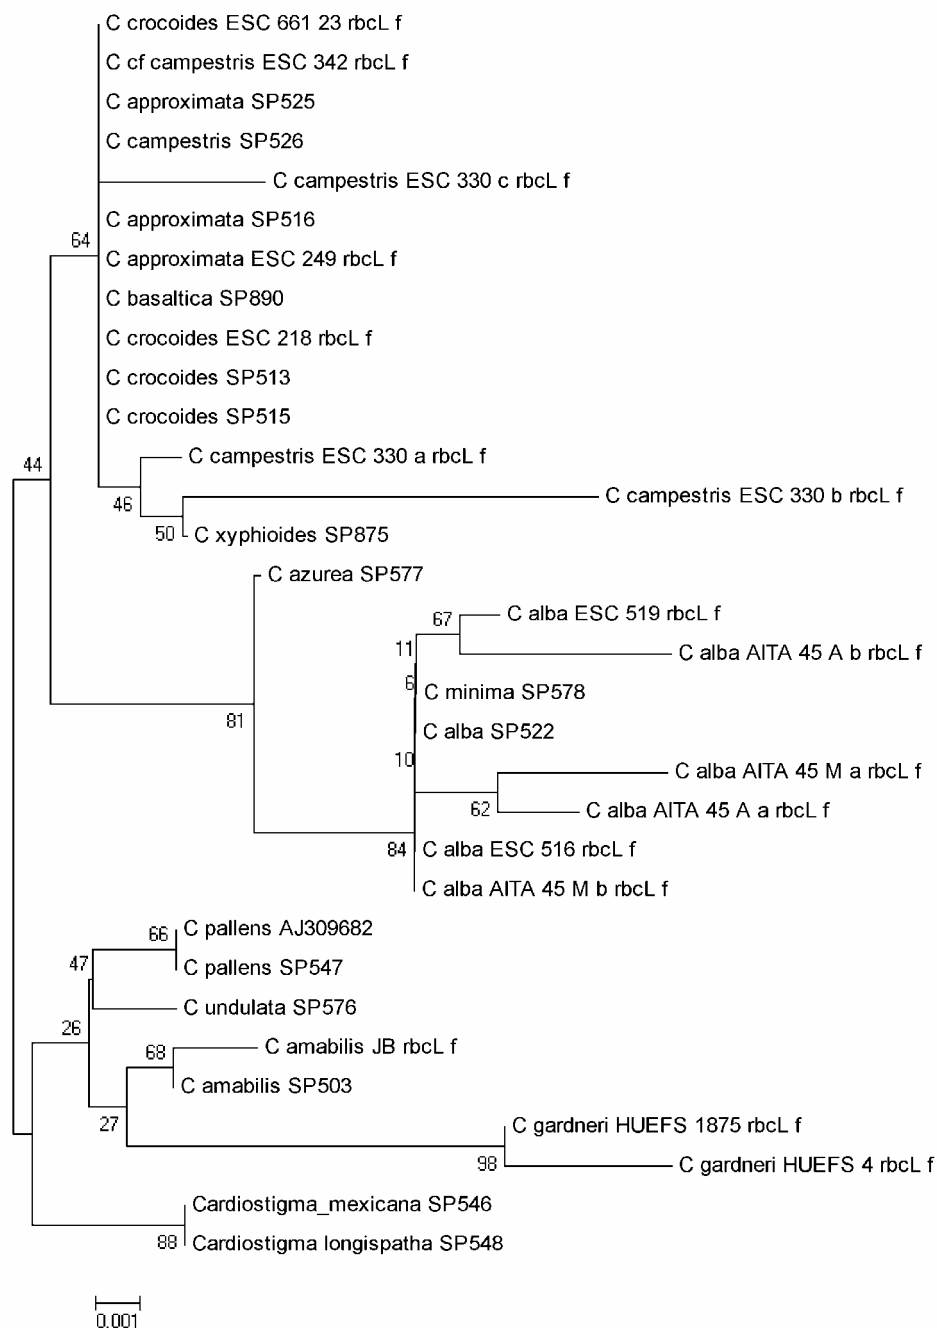 C crocoides ESC 661 23 rbcL f
C cf campestris ESC 342 rbcL f
C approximata SP525
C campestris SP526
C campestris ESC 330 c rbcL f
C approximata SP516
64
C approximata ESC 249 rbcL f
C basaltica SP890
C crocoides ESC 218 rbcL f
C crocoides SP513
C crocoides SP515
44
C campestris ESC 330 a rbcL f
46
C campestris ESC 330 b rbcL f
50
C xyphioides SP875
C azurea SP577
67
C alba ESC 519 rbcL f
11
C alba AITA 45 A b rbcL f
6
C minima SP578
81
C alba SP522
10
C alba AITA 45 M a rbcL f
62
C alba AITA 45 A a rbcL f
84
C alba ESC 516 rbcL f
C alba AITA 45 M b rbcL f
66
C pallens AJ309682
47
C pallens SP547
C undulata SP576
26
68
C amabilis JB rbcL f
C amabilis SP503
27
C gardneri HUEFS 1875 rbcL f
98
C gardneri HUEFS 4 rbcL f
Cardiostigma_mexicana SP546
88
Cardiostigma longispatha SP548
0.001